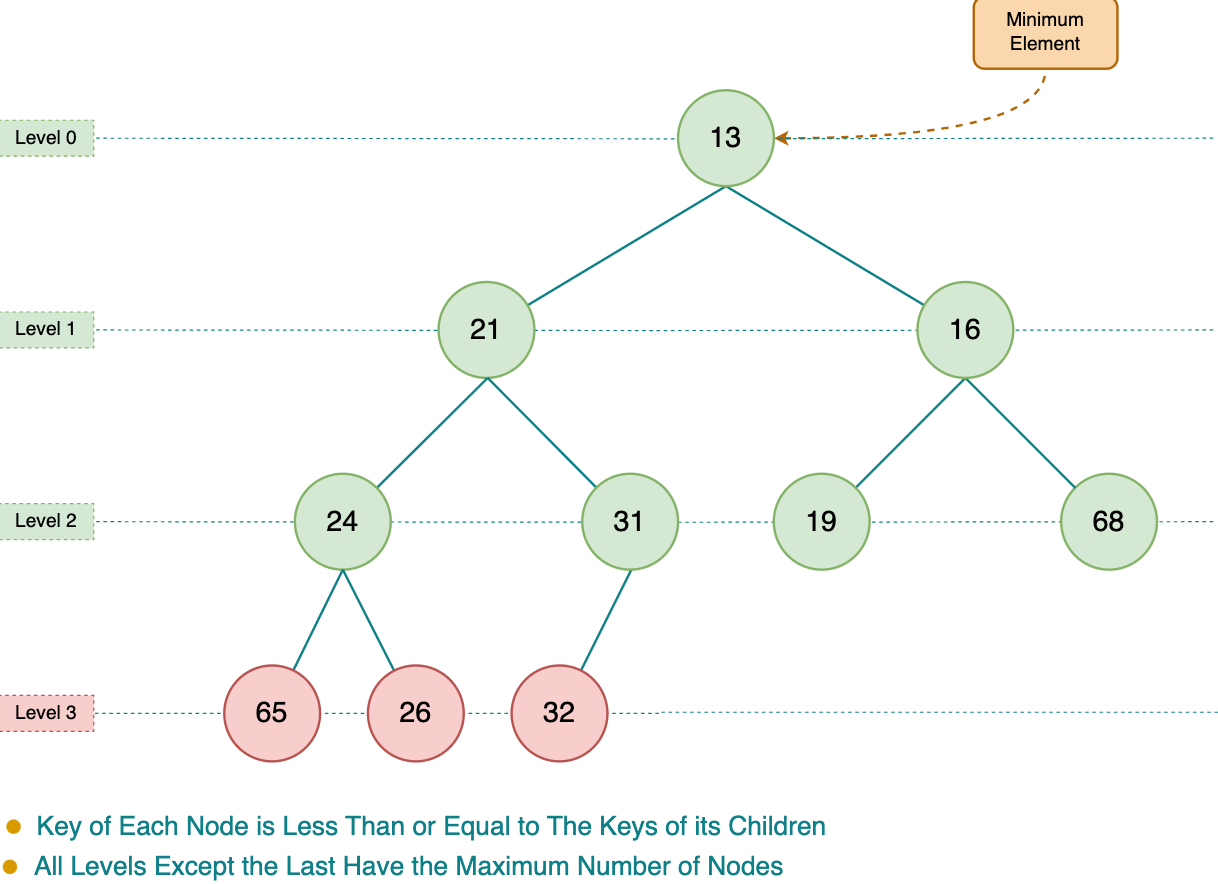 Minimum
Element
Level 0
13
Level 1
21
16
Level 2
24
31
19
68
Level 3
65
26
32
Key of Each Node is Less Than or Equal to The Keys of its Children
All Levels Except the Last Have the Maximum Number of Nodes